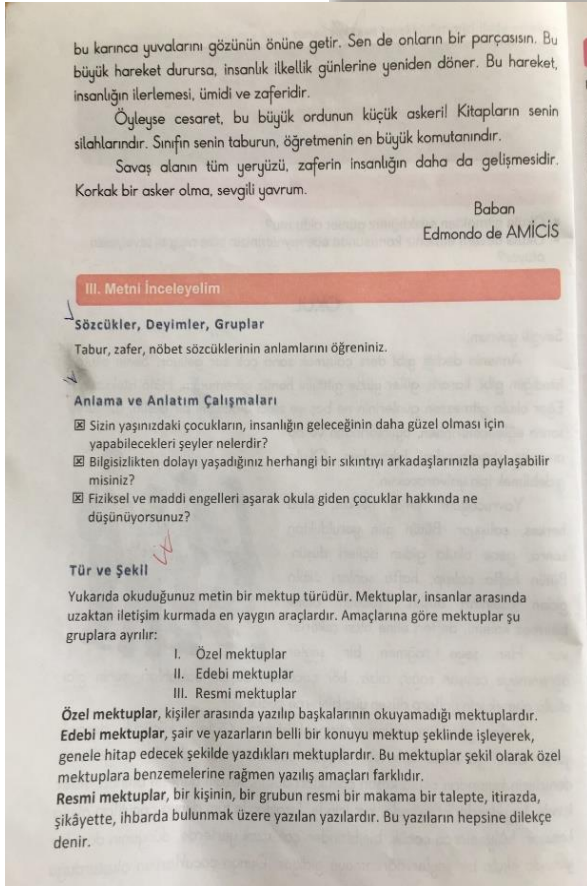 bu karınca yuvalarını gözünün önüne getir. Sen de onların bir parçasısın. Bu
büyük hareket durursa, insanlık ilkellik günlerine yeniden döner. Bu hareket,
insanlığın ilerlemesi, ümidi ve zaferidir.
Öyleyse cesaret, bu büyük ordunun küçük askeri! Kitapların senin
silahlarındır. Sınıfın senin taburun, öğretmenin en büyük komutanındır.
Savaş alanın tüm yeryüzü, zaferin insanlığın daha da gelişmesidir.
Korkak bir asker olma, sevgili yavrum.
Baban
Edmondo de AMİCİS
III. Metni İnceleyelim
Sözcükler, Deyimler, Gruplar
Tabur, zafer, nöbet sözcüklerinin anlamlarını öğreniniz.
Anlama ve Anlatım Çalışmaları
☒ Sizin yaşınızdaki çocukların, insanlığın geleceğinin daha güzel olması için
yapabilecekleri şeyler nelerdir?
☒ Bilgisizlikten dolayı yaşadığınız herhangi bir sıkıntıyı arkadaşlarınızla paylaşabilir
misiniz?
☒ Fiziksel ve maddi engelleri aşarak okula giden çocuklar hakkında ne
düşünüyorsunuz?
Tür ve Şekil
Yukarıda okuduğunuz metin bir mektup türüdür. Mektuplar, insanlar arasında
uzaktan iletişim kurmada en yaygın araçlardır. Amaçlarına göre mektuplar şu
gruplara ayrılır:
I. Özel mektuplar
II. Edebi mektuplar
III. Resmi mektuplar
Özel mektuplar, kişiler arasında yazılıp başkalarının okuyamadığı mektuplardır.
Edebi mektuplar, şair ve yazarların belli bir konuyu mektup şeklinde işleyerek,
genele hitap edecek şekilde yazdıkları mektuplardır. Bu mektuplar şekil olarak özel
mektuplara benzemelerine rağmen yazılış amaçları farklıdır.
Resmi mektuplar, bir kişinin, bir grubun resmi bir makama bir talepte, itirazda,
şikâyette, ihbarda bulunmak üzere yazılan yazılardır. Bu yazıların hepsine dilekçe
denir.